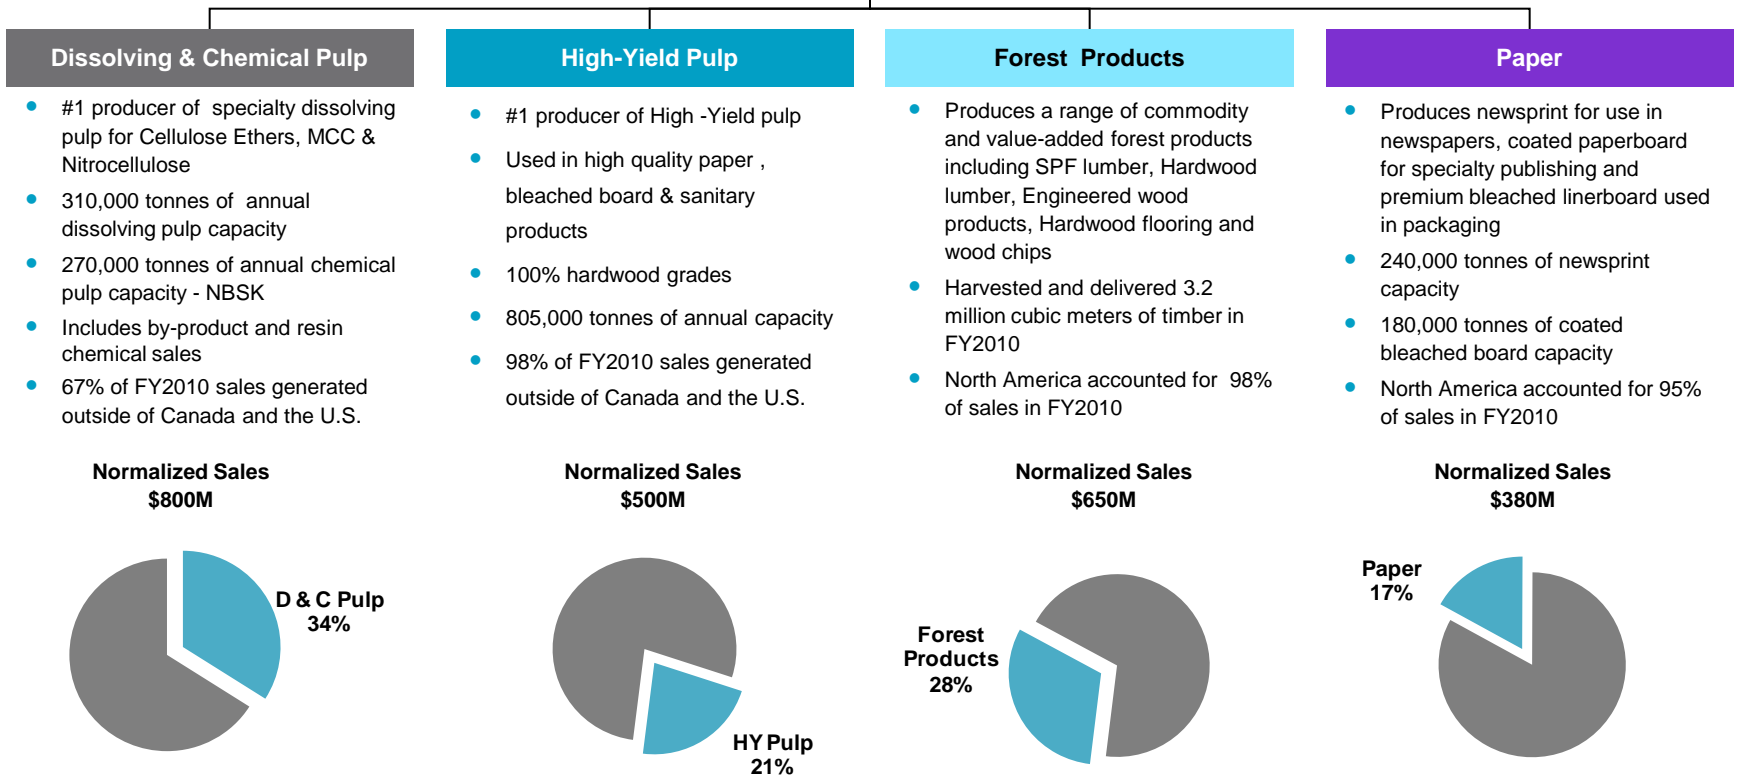 Dissolving & Chemical Pulp
#1 producer of specialty dissolving
pulp for Cellulose Ethers, MCC &
Nitrocellulose
310,000 tonnes of annual
dissolving pulp capacity
270,000 tonnes of annual chemical
pulp capacity - NBSK
Includes by-product and resin
chemical sales
67% of FY2010 sales generated
outside of Canada and the U.S.
Normalized Sales
$800M
D & C Pulp
34%
High-Yield Pulp
#1 producer of High -Yield pulp
Used in high quality paper ,
bleached board & sanitary
products
100% hardwood grades
805,000 tonnes of annual capacity
98% of FY2010 sales generated
outside of Canada and the U.S.
Normalized Sales
$500M
HY Pulp
21%
Forest Products
Produces a range of commodity
and value-added forest products
including SPF lumber, Hardwood
lumber, Engineered wood
products, Hardwood flooring and
wood chips
Harvested and delivered 3.2
million cubic meters of timber in
FY2010
North America accounted for 98%
of sales in FY2010
Normalized Sales
$650M
Forest
Products
28%
Paper
Produces newsprint for use in
newspapers, coated paperboard
for specialty publishing and
premium bleached linerboard used
in packaging
240,000 tonnes of newsprint
capacity
180,000 tonnes of coated
bleached board capacity
North America accounted for 95%
of sales in FY2010
Normalized Sales
$380M
Paper
17%